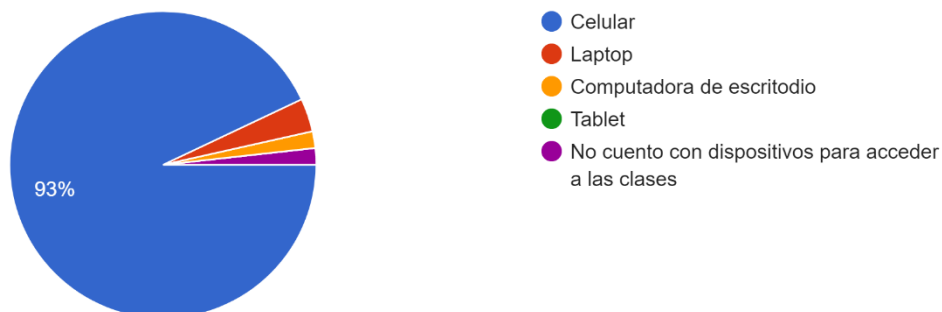 Celular
Laptop
Computadora de escritodio
Tablet
No cuento con dispositivos para acceder
a las clases
93%